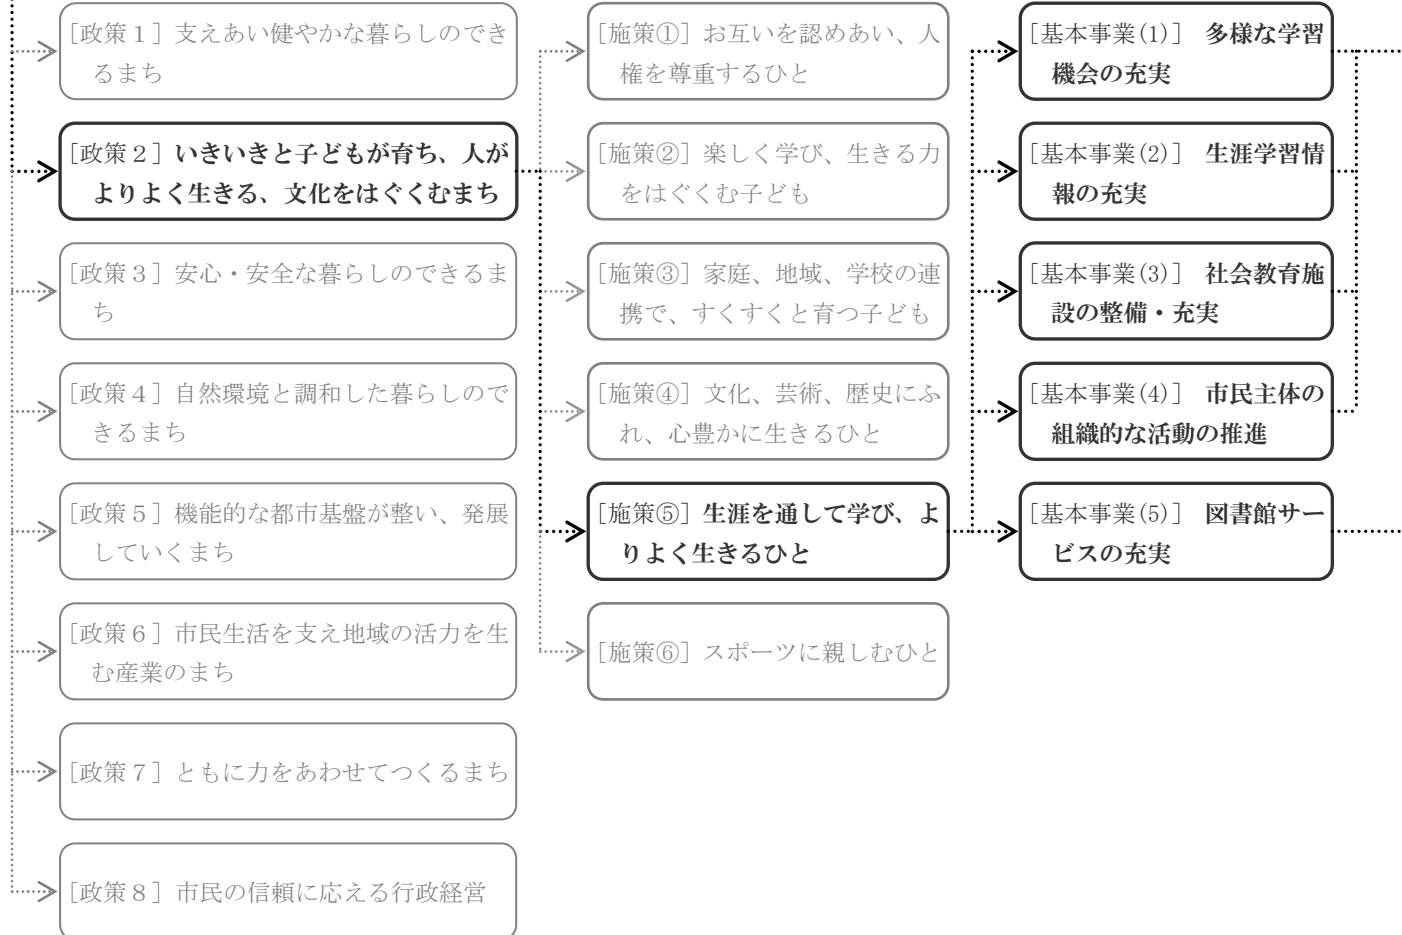 ［政策１］支えあい健やかな暮らしのでき
るまち
［政策２］いきいきと子どもが育ち、人が
よりよく生きる、文化をはぐくむまち
［政策３］安心・安全な暮らしのできるま
ち
［政策４］自然環境と調和した暮らしので
きるまち
［政策５］機能的な都市基盤が整い、発展
していくまち
［政策６］市民生活を支え地域の活力を生
む産業のまち
［政策７］ともに力をあわせてつくるまち
［政策８］市民の信頼に応える行政経営
［施策①］お互いを認めあい、人
権を尊重するひと
［施策②］楽しく学び、生きる力
をはぐくむ子ども
［施策③］家庭、地域、学校の連
携で、すくすくと育つ子ども
［施策④］文化、芸術、歴史にふ
れ、心豊かに生きるひと
［施策⑤］生涯を通して学び、よ
りよく生きるひと
［施策⑥］スポーツに親しむひと
［基本事業(1)］　多様な学習
機会の充実
［基本事業(2)］　生涯学習情
報の充実
［基本事業(3)］　社会教育施
設の整備・充実
［基本事業(4)］　市民主体の
組織的な活動の推進
［基本事業(5)］　図書館サー
ビスの充実